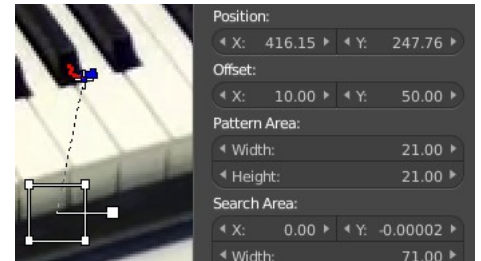 Position:
X: 416.15 Y: 247.76
Offset:
X: 10.00 Y: 50.00
Pattern Area:
Width: 21.00
Height: 21.00
Search Area:
X: 0.00 Y: -0.00002
Width: 71.00